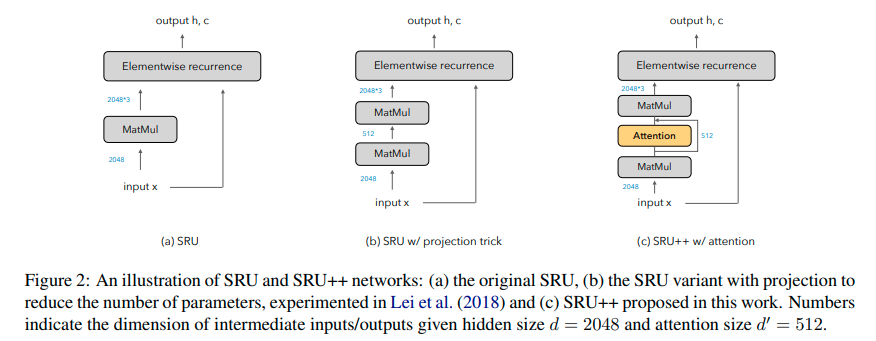 output h, c
output h, c
output h, c
Elementwise recurrence
Elementwise recurrence
Elementwise recurrence
2048*3
2048*3
2048*3
MatMul
MatMul
MatMul
512
Attention
512
MatMul
MatMul
2048
2048
2048
input x
input x
input x
(a) SRU
(b) SRU w/ projection trick
(c) SRU++ w/ attention
Figure 2: An illustration of SRU and SRU++ networks: (a) the original SRU, (b) the SRU variant with projection to
reduce the number of parameters, experimented in Lei et al. (2018) and (c) SRU++ proposed in this work. Numbers
indicate the dimension of intermediate inputs/outputs given hidden size d = 2048 and attention size d′ = 512.